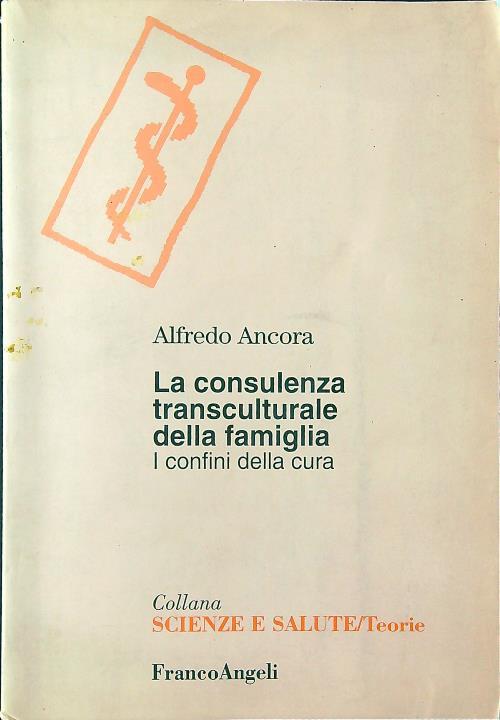 Alfredo Ancora
La consulenza
transculturale
della famiglia
I confini della cura
Collana
SCIENZE E SALUTE/Teorie
FrancoAngeli